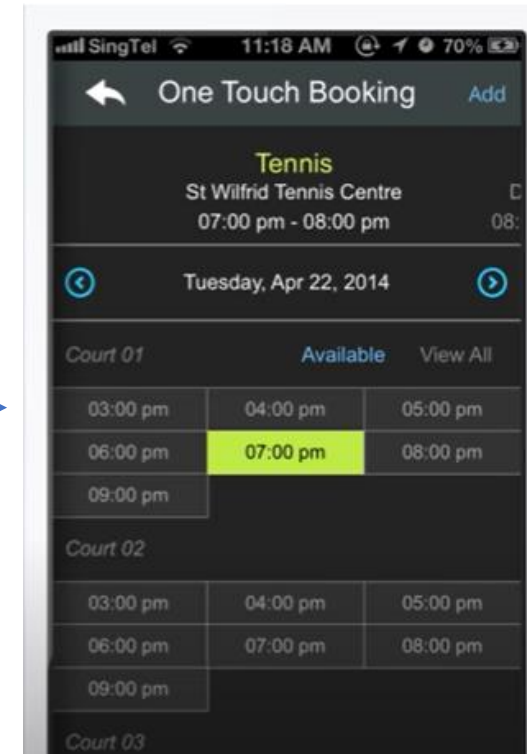 SingTel 11:18 AM 70%
One Touch Booking Add
Tennis
St Wilfrid Tennis Centre D
07:00 pm - 08:00 pm 08:
Tuesday, Apr 22, 2014
Court 01 Available View All
03:00 pm 04:00 pm 05:00 pm
06:00 pm 07:00 pm 08:00 pm
09:00 pm
Court 02
03:00 pm 04:00 pm 05:00 pm
06:00 pm 07:00 pm 08:00 pm
09:00 pm
Court 03